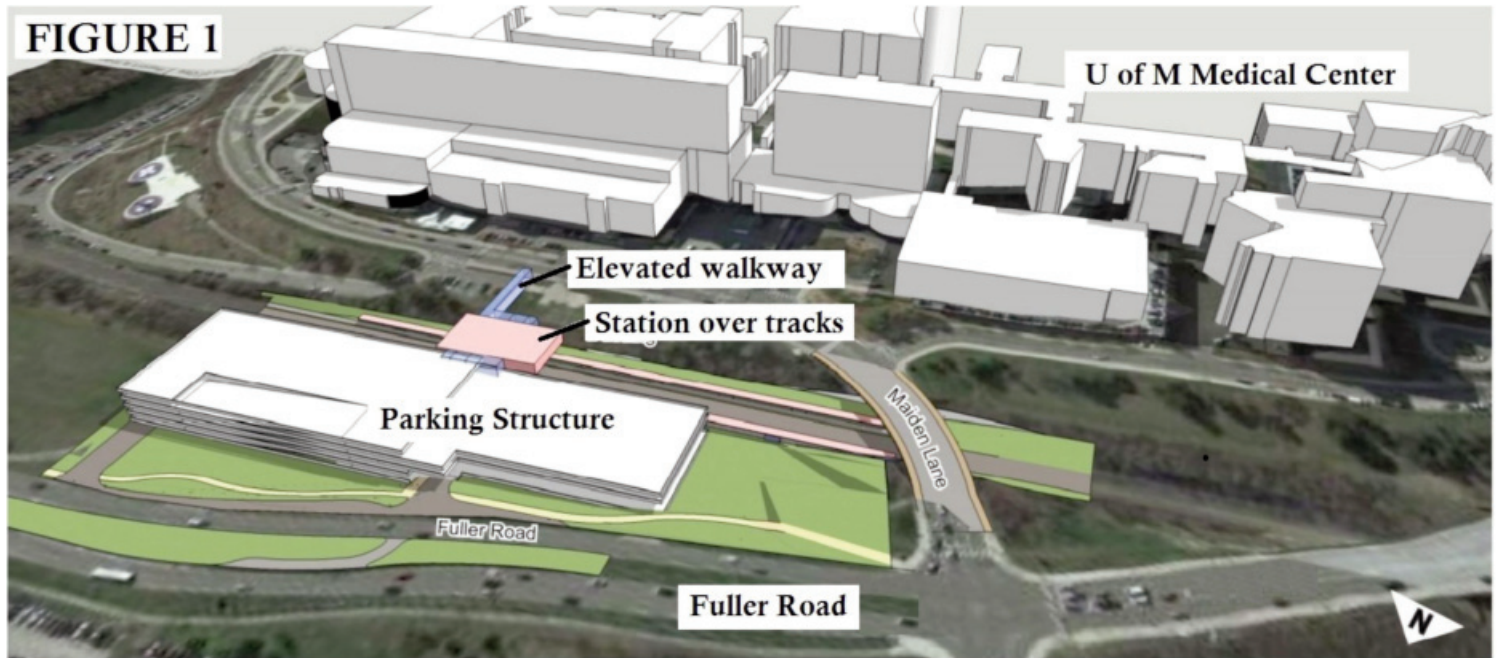 FIGURE 1
U of M Medical Center
Elevated walkway
Station over tracks
Parking Structure
Maiden Lane
Fuller Road
Fuller Road
N